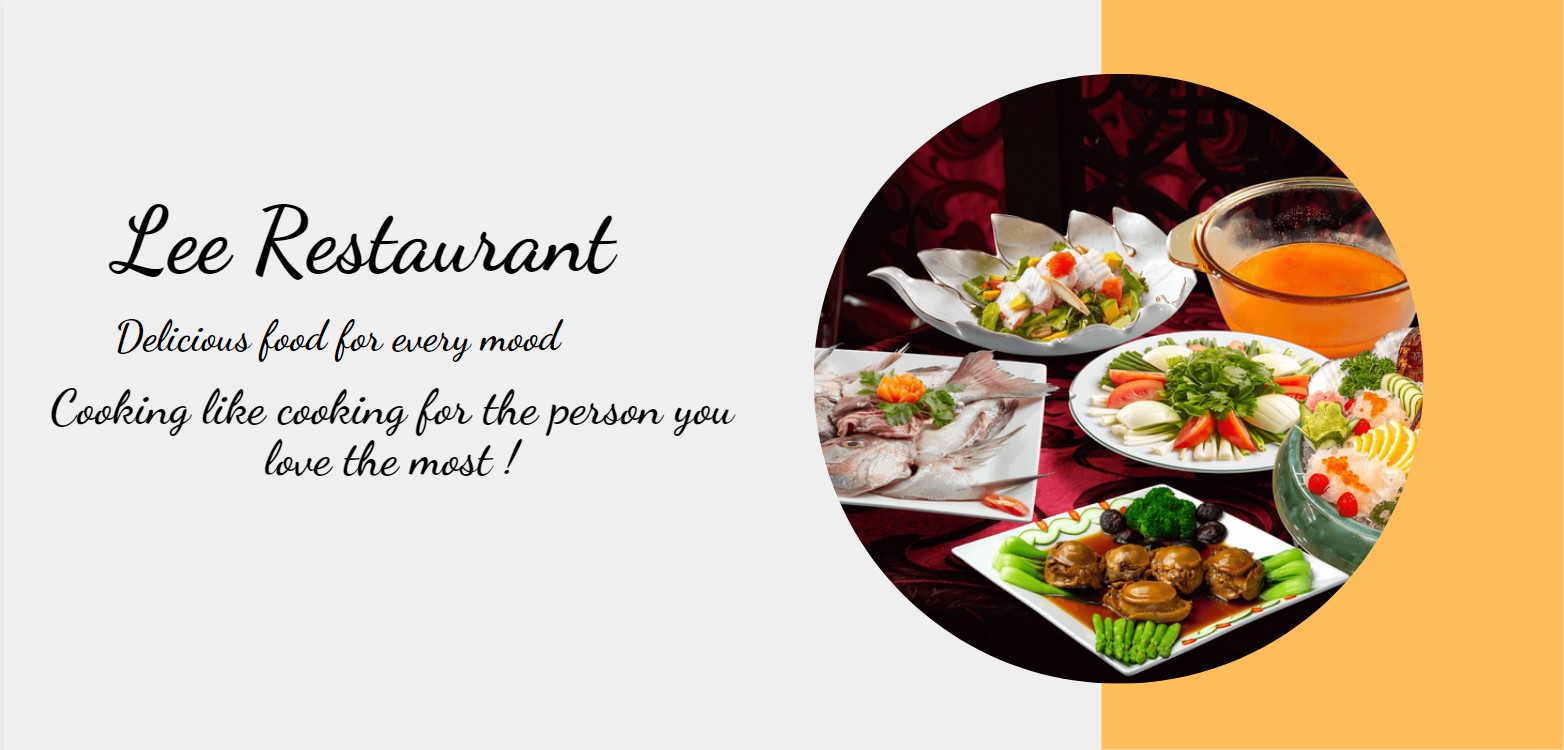 Lee Restaurant
Delicious food for every mood
Cooking like cooking for the person you
love the most !